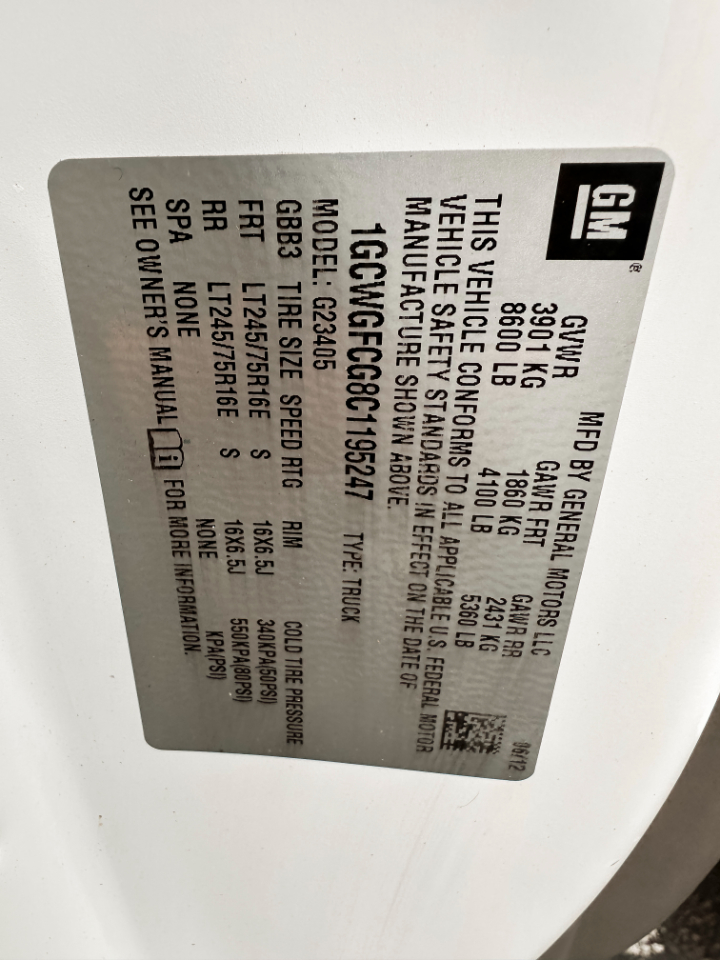 GM®
MFD BY GENERAL MOTORS LLC 06/12
GVWR GAWR FRT GAWR RR
3901 KG 1860 KG 2431 KG
8600 LB 4100 LB 5360 LB
THIS VEHICLE CONFORMS TO ALL APPLICABLE U.S. FEDERAL MOTOR
VEHICLE SAFETY STANDARDS IN EFFECT ON THE DATE OF
MANUFACTURE SHOWN ABOVE.
1GCWGFCG8C1195247 TYPE: TRUCK
MODEL: G23405
GBB3 TIRE SIZE SPEED RTG RIM COLD TIRE PRESSURE
FRT LT245/75R16E S 16X6.5J 340KPA(50PSI)
RR LT245/75R16E S 16X6.5J 550KPA(80PSI)
SPA NONE NONE KPA(PSI)
SEE OWNER'S MANUAL FOR MORE INFORMATION.